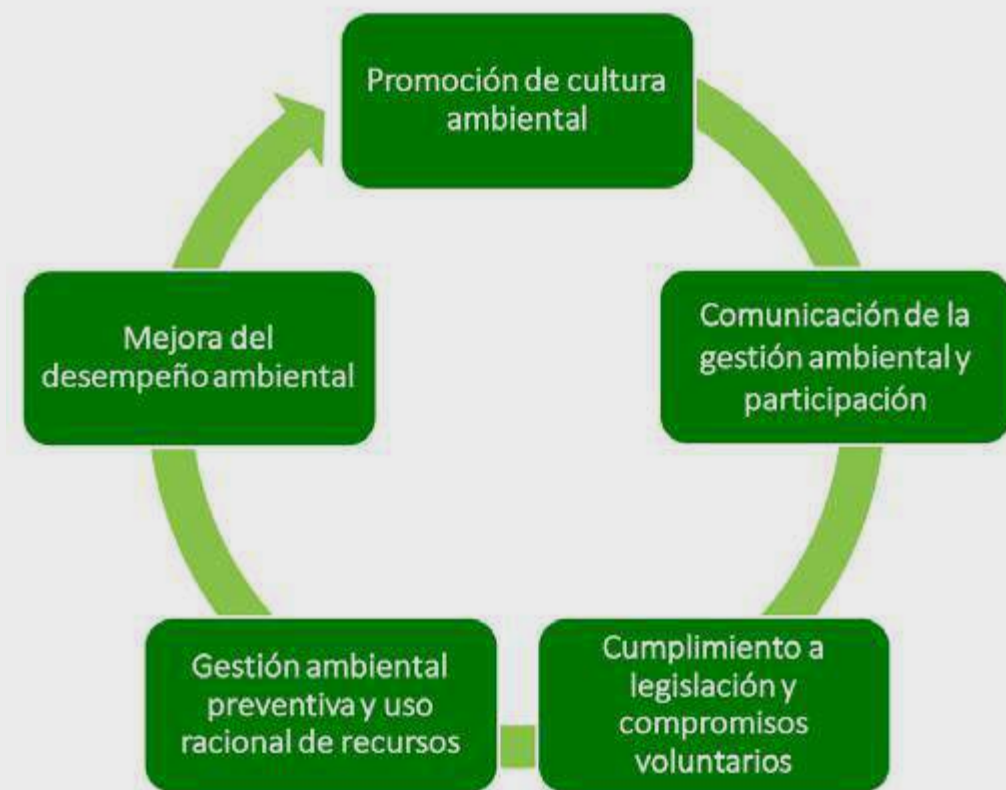 Promoción de cultura
ambiental
Comunicación de la
gestión ambiental y
participación
Cumplimiento a
legislación y
compromisos
voluntarios
Gestión ambiental
preventiva y uso
racional de recursos
Mejora del
desempeño ambiental